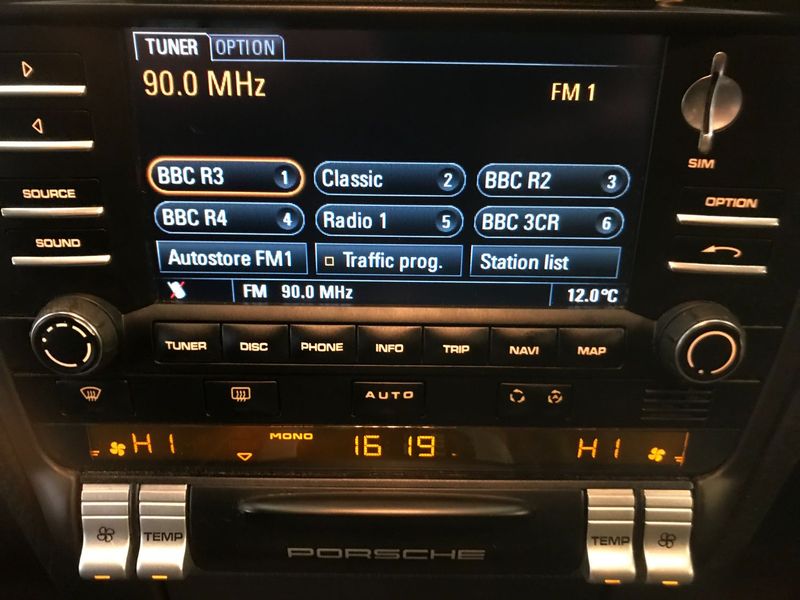 TUNER OPTION
90.0 MHz FM 1
SIM
BBC R3 1 Classic 2 BBC R2 3
SOURCE
OPTION
BBC R4 4 Radio 1 5 BBC 3CR 6
SOUND
Autostore FM1 Traffic prog. Station list
FM 90.0 MHz 12.0°C
TUNER DISC PHONE INFO TRIP NAVI MAP
AUTO
HI MONO 16 19 HI
TEMP TEMP
PORSCHE